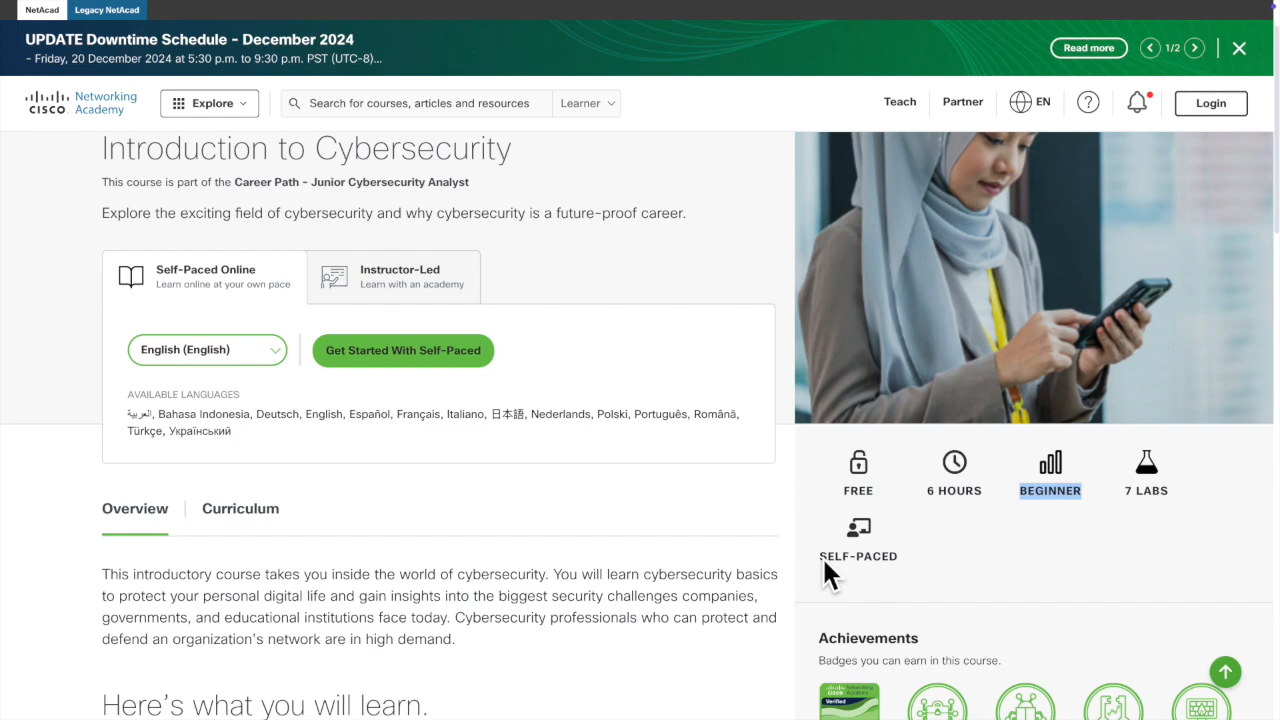 NetAcad
Legacy NetAcad
UPDATE Downtime Schedule - December 2024
- Friday, 20 December 2024 at 5:30 p.m. to 9:30 p.m. PST (UTC-8)...
Read more
1/2
CISCO
Networking
Academy
Explore
Search for courses, articles and resources
Learner
Teach
Partner
EN
Login
Introduction to Cybersecurity
This course is part of the Career Path - Junior Cybersecurity Analyst
Explore the exciting field of cybersecurity and why cybersecurity is a future-proof career.
Self-Paced Online
Learn online at your own pace
Instructor-Led
Learn with an academy
English (English)
Get Started With Self-Paced
AVAILABLE LANGUAGES
العربية, Bahasa Indonesia, Deutsch, English, Español, Français, Italiano, 日本語, Nederlands, Polski, Português, Română,
Türkçe, Український
FREE
6 HOURS
BEGINNER
7 LABS
SELF-PACED
Overview
Curriculum
This introductory course takes you inside the world of cybersecurity. You will learn cybersecurity basics
to protect your personal digital life and gain insights into the biggest security challenges companies,
governments, and educational institutions face today. Cybersecurity professionals who can protect and
defend an organization's network are in high demand.
Achievements
Badges you can earn in this course.
Verified
Here's what you will learn.